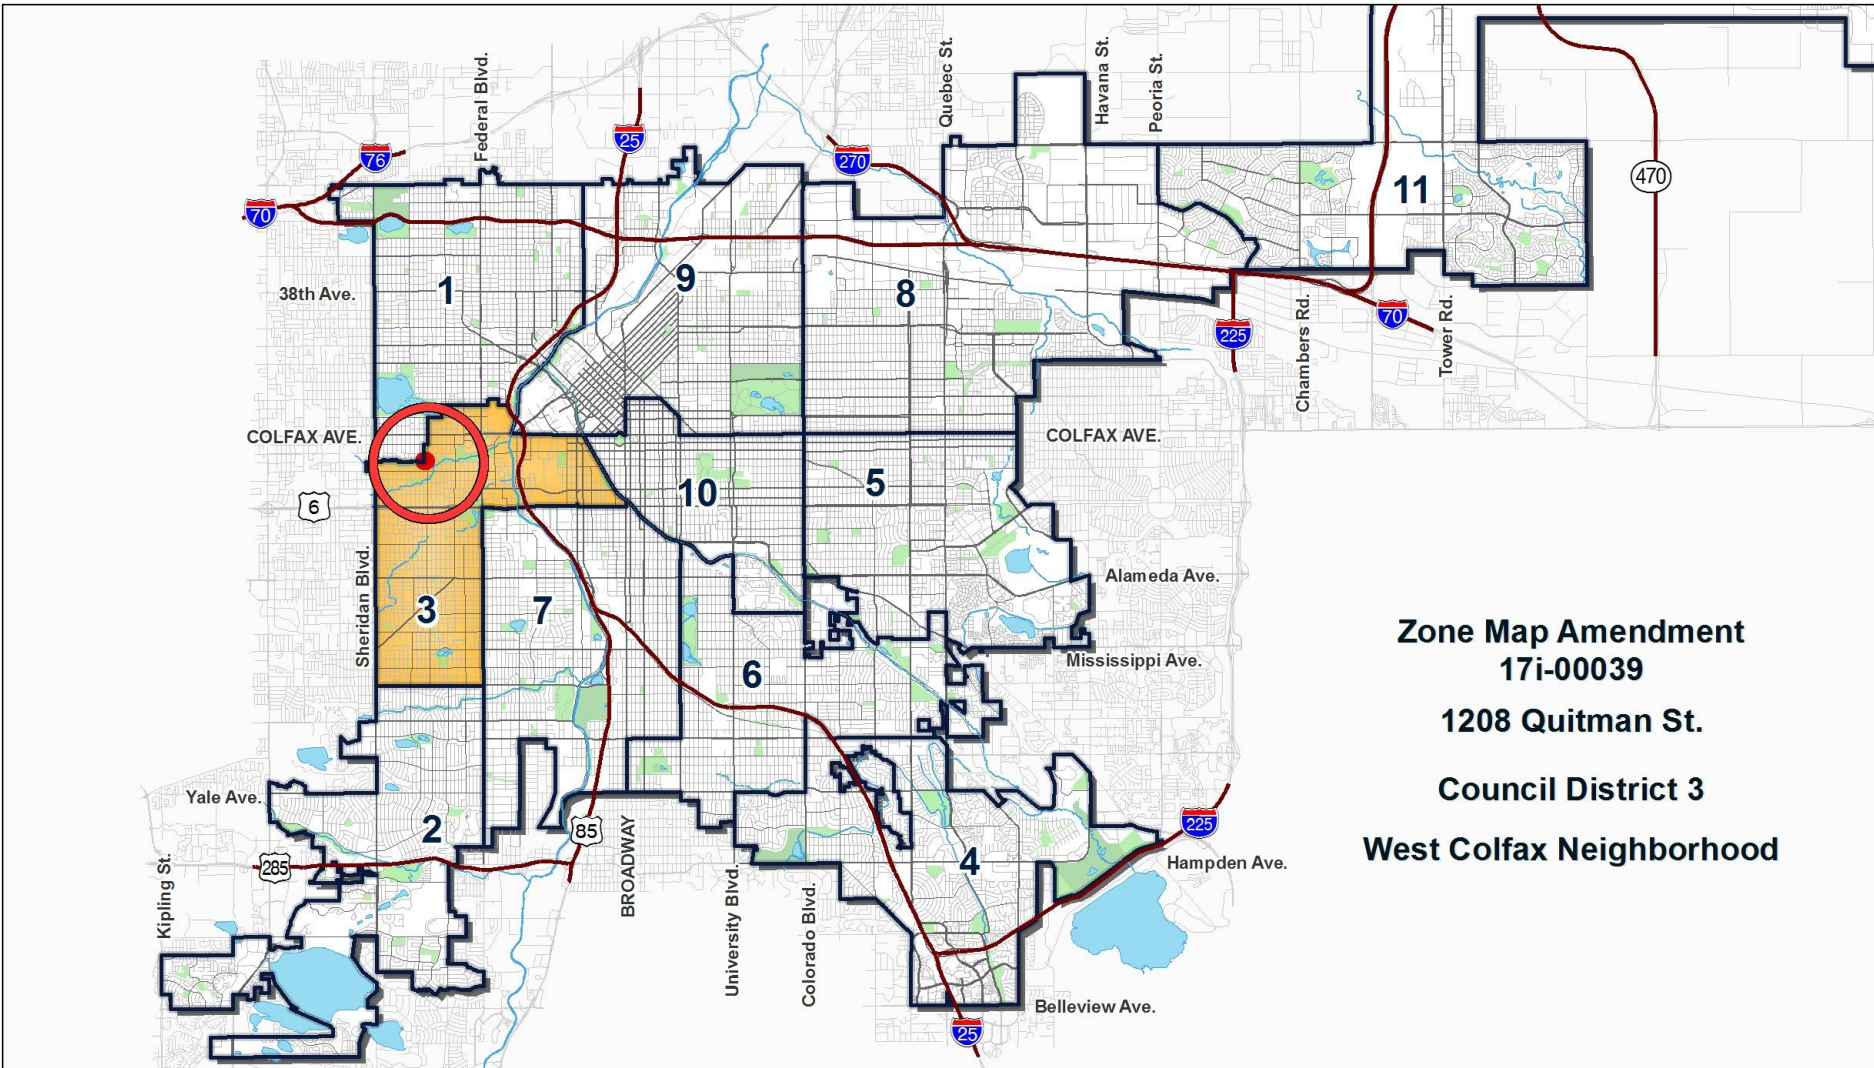 Federal Blvd.
Quebec St.
Havana St.
Peoria St.
25
76
270
470
70
11
9
1
8
38th Ave.
225
70
Chambers Rd.
Tower Rd.
COLFAX AVE.
COLFAX AVE.
10
5
6
Sheridan Blvd.
Alameda Ave.
3
7
Mississippi Ave.
6
Zone Map Amendment
17i-00039
1208 Quitman St.
Council District 3
West Colfax Neighborhood
Yale Ave.
2
85
BROADWAY
225
285
4
Hampden Ave.
Kipling St.
University Blvd.
Colorado Blvd.
Belleview Ave.
25